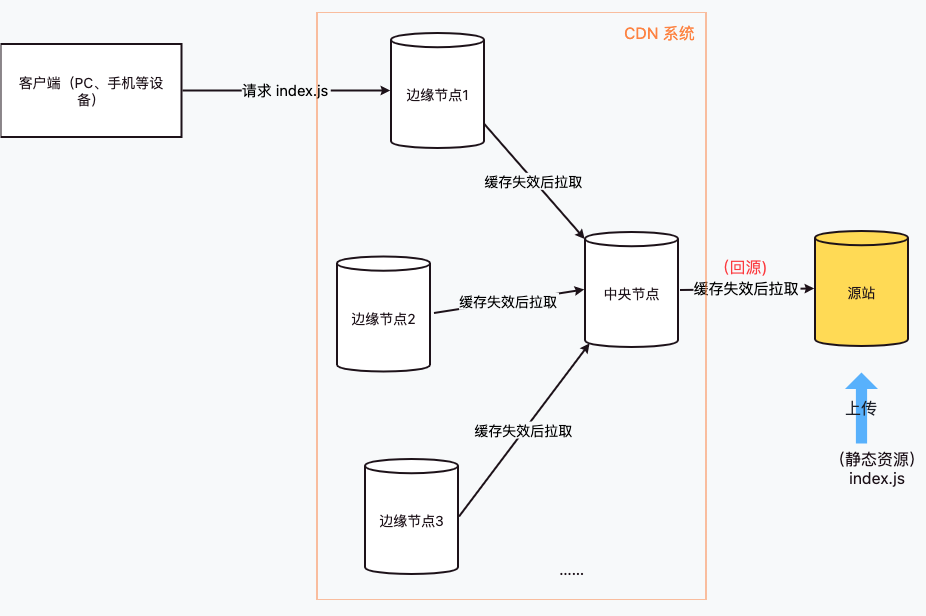 CDN 系统
客户端（PC、手机等设
备）
请求 index.js
边缘节点1
缓存失效后拉取
边缘节点2
缓存失效后拉取
中央节点
（回源）
缓存失效后拉取
源站
上传
（静态资源）
index.js
缓存失效后拉取
边缘节点3
......